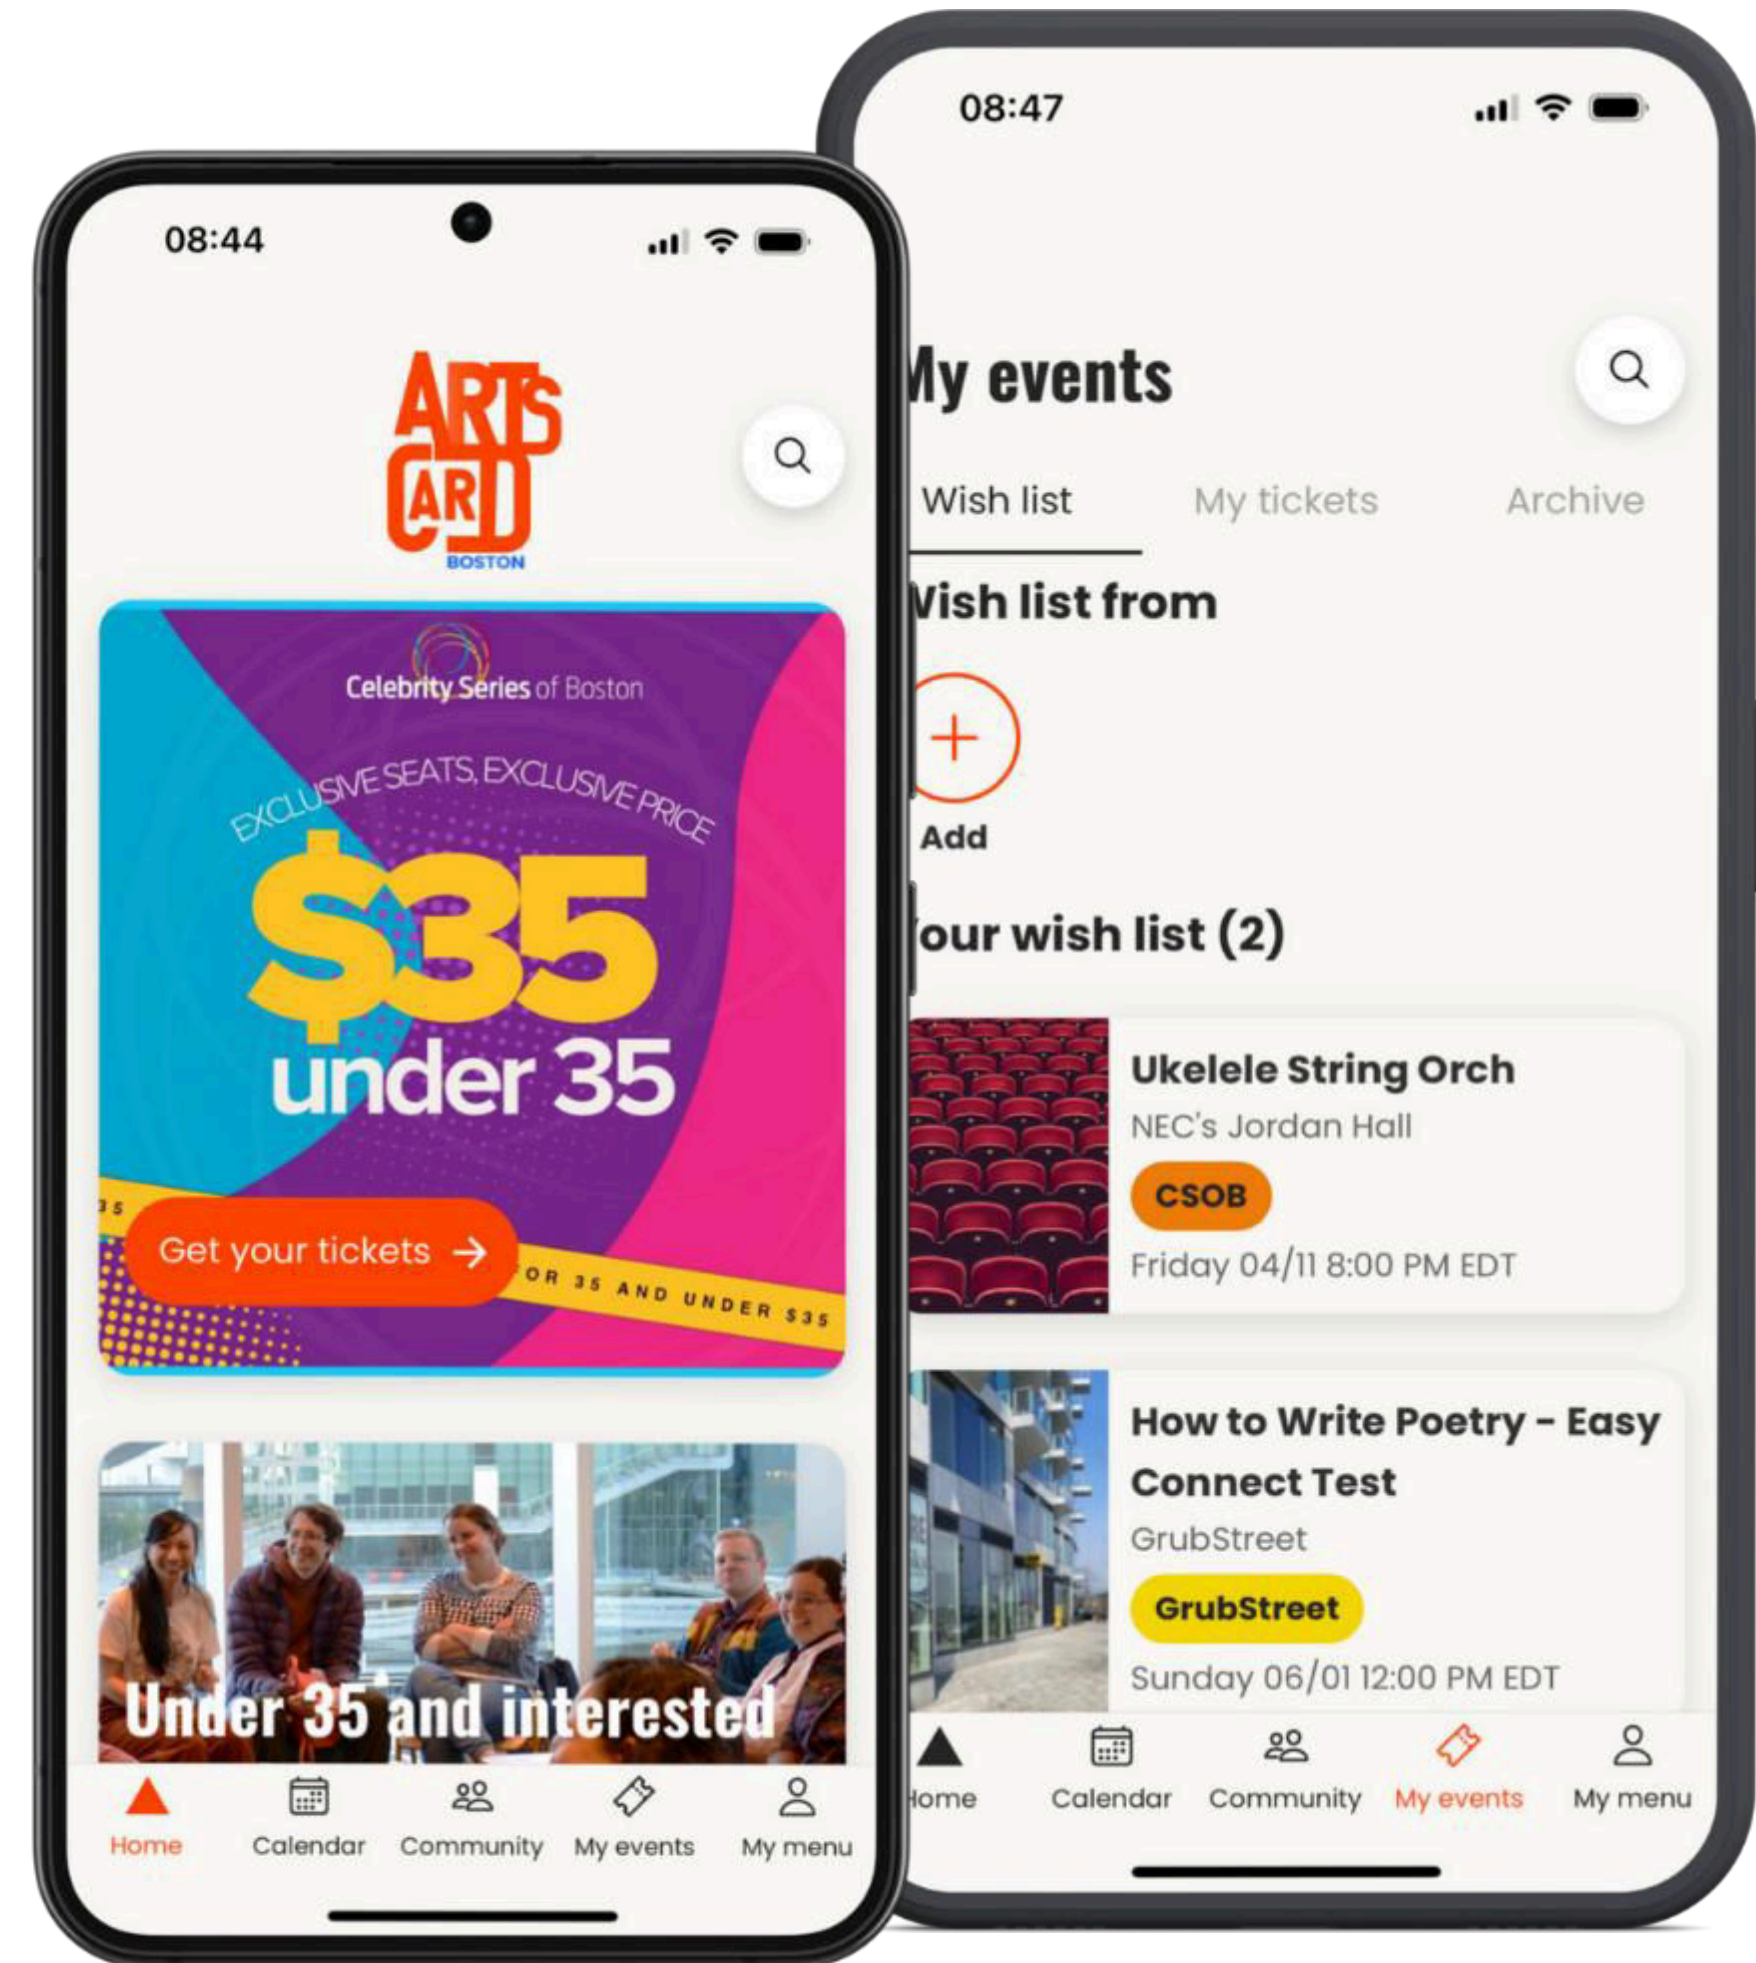 08:44
ARTS
CARD
BOSTON
Celebrity Series of Boston
EXCLUSIVE SEATS, EXCLUSIVE PRICE
$35
under 35
35
Get your tickets
OR 35 AND UNDER $35
Under 35 and interested
Home
Calendar
Community
My events
My menu
08:47
My events
Wish list
My tickets
Archive
Wish list from
Add
Your wish list (2)
Ukelele String Orch
NEC's Jordan Hall
CSOB
Friday 04/11 8:00 PM EDT
How to Write Poetry - Easy
Connect Test
GrubStreet
GrubStreet
Sunday 06/01 12:00 PM EDT
Home
Calendar
Community
My events
My menu